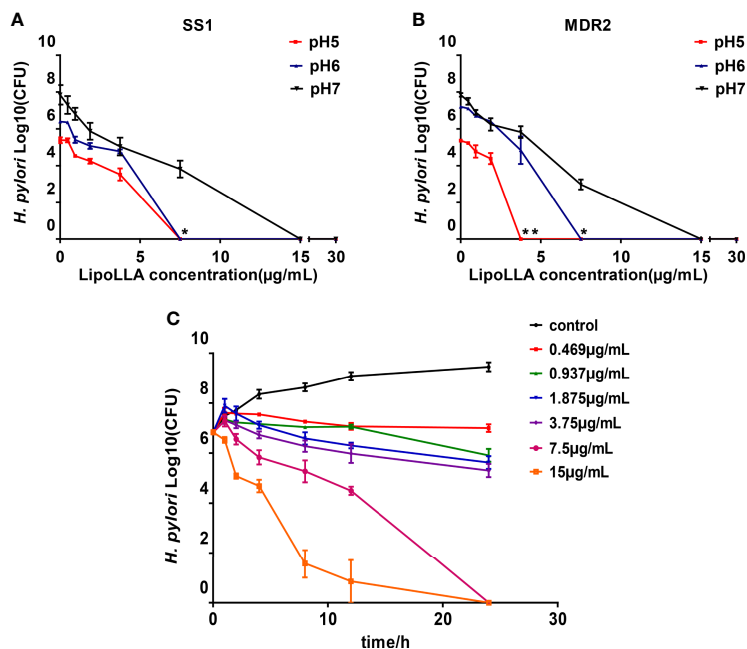 A
SS1
10
8
6
4
2
0
H. pylori Log10(CFU)
pH5
pH6
pH7
*
0
5
10
15
30
LipoLLA concentration(µg/mL)
B
MDR2
10
8
6
4
2
0
H. pylori Log10(CFU)
pH5
pH6
pH7
* *
*
0
5
10
15
30
LipoLLA concentration(µg/mL)
C
10
8
6
4
2
0
H. pylori Log10(CFU)
control
0.469µg/mL
0.937µg/mL
1.875µg/mL
3.75µg/mL
7.5µg/mL
15µg/mL
0
10
20
30
time/h